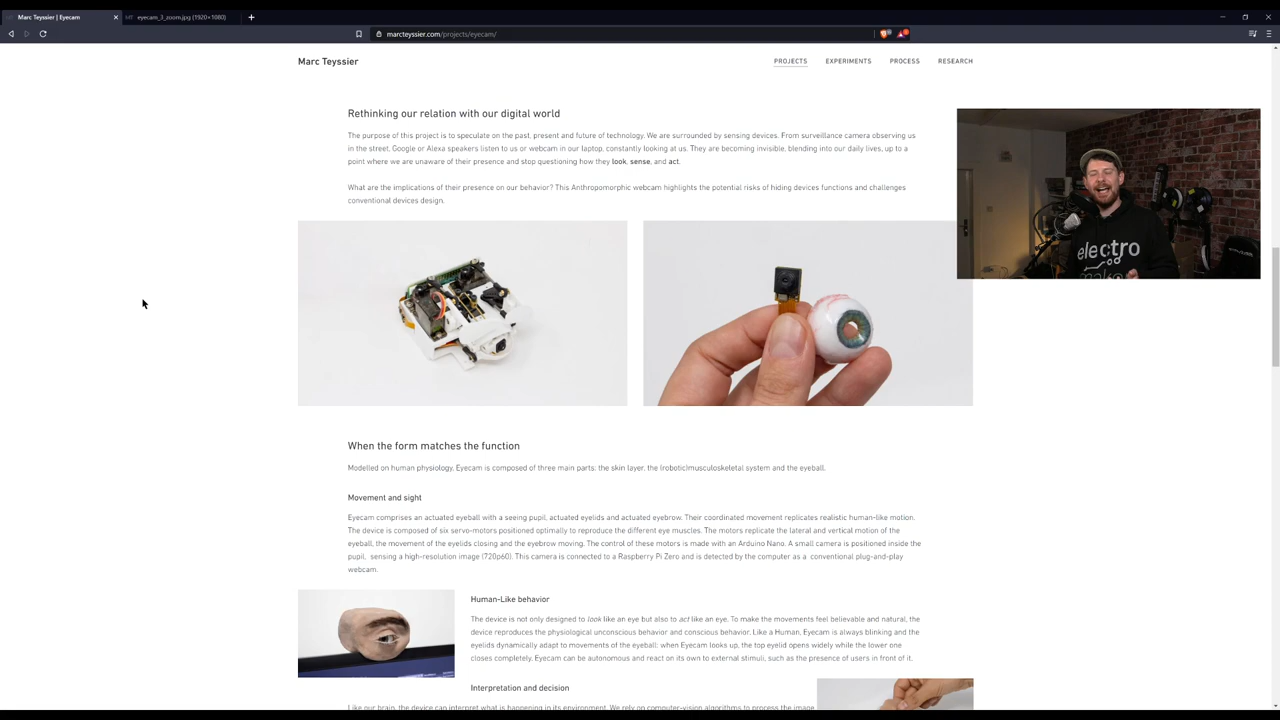 Marc Teyssier | Eyecam
eyecam_3_zoom.jpg (1920×1080)
marcteyssier.com/projects/eyecam/
Marc Teyssier
PROJECTS
EXPERIMENTS
PROCESS
RESEARCH
Rethinking our relation with our digital world
The purpose of this project is to speculate on the past, present and future of technology. We are surrounded by sensing devices. From surveillance camera observing us
in the street, Google or Alexa speakers listen to us or webcam in our laptop, constantly looking at us. They are becoming invisible, blending into our daily lives, up to a
point where we are unaware of their presence and stop questioning how they look, sense, and act.
What are the implications of their presence on our behavior? This Anthropomorphic webcam highlights the potential risks of hiding devices functions and challenges
conventional devices design.
electro
When the form matches the function
Modelled on human physiology, Eyecam is composed of three main parts: the skin layer, the (robotic)musculoskeletal system and the eyeball.
Movement and sight
Eyecam comprises an actuated eyeball with a seeing pupil, actuated eyelids and actuated eyebrow. Their coordinated movement replicates realistic human-like motion.
The device is composed of six servo-motors positioned optimally to reproduce the different eye muscles. The motors replicate the lateral and vertical motion of the
eyeball, the movement of the eyelids closing and the eyebrow moving. The control of these motors is made with an Arduino Nano. A small camera is positioned inside the
pupil, sensing a high-resolution image (720p60). This camera is connected to a Raspberry Pi Zero and is detected by the computer as a conventional plug-and-play
webcam.
Human-Like behavior
The device is not only designed to look like an eye but also to act like an eye. To make the movements feel believable and natural, the
device reproduces the physiological unconscious behavior and conscious behavior. Like a Human, Eyecam is always blinking and the
eyelids dynamically adapt to movements of the eyeball: when Eyecam looks up, the top eyelid opens widely while the lower one
closes completely. Eyecam can be autonomous and react on its own to external stimuli, such as the presence of users in front of it.
Interpretation and decision
Like our brain, the device can interpret what is happening in its environment. We rely on computer-vision algorithms to process the image